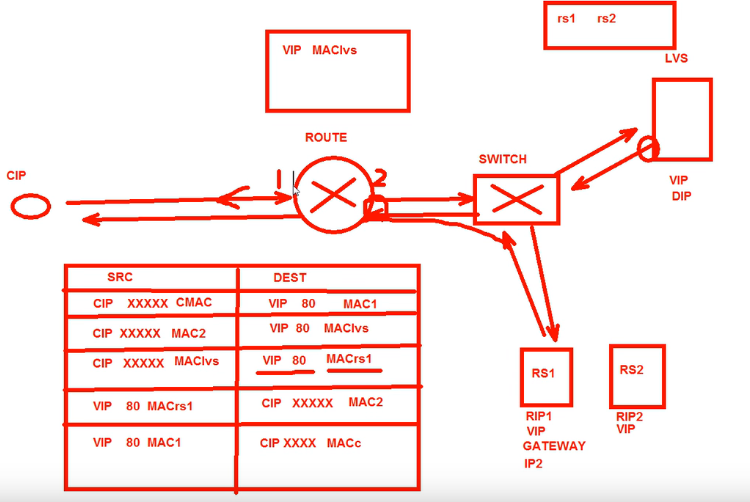 rs1 rs2
LVS
VIP MAClvs
ROUTE
SWITCH
CIP
1
2
VIP
DIP
SRC DEST
CIP XXXXX CMAC VIP 80 MAC1
CIP XXXXX MAC2 VIP 80 MAClvs
CIP XXXXX MAClvs VIP 80 MACrs1
VIP 80 MACrs1 CIP XXXXX MAC2
VIP 80 MAC1 CIP XXXX MACc
RS1
RIP1
VIP
GATEWAY
IP2
RS2
RIP2
VIP